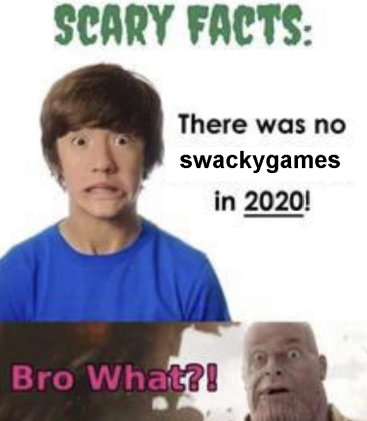 SCARY FACTS:
There was no
swackygames
in 2020!
Bro What?!